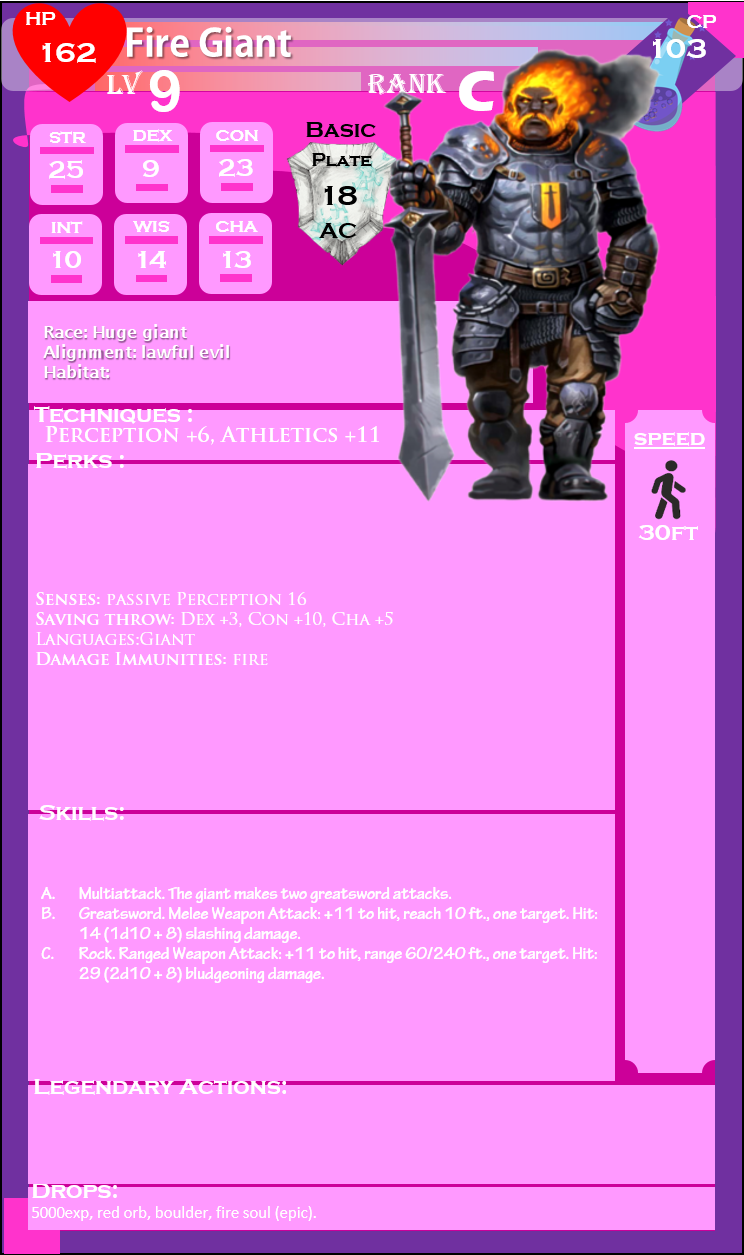 HP
162
Fire Giant
CP
103
LV 9
RANK C
STR
25
DEX
9
CON
23
INT
10
WIS
14
CHA
13
BASIC
PLATE
18
AC
Race: Huge giant
Alignment: lawful evil
Habitat:
TECHNIQUES :
PERCEPTION +6, ATHLETICS +11
PERKS :
SENSES: PASSIVE PERCEPTION 16
SAVING THROW: DEX +3, CON +10, CHA +5
LANGUAGES:GIANT
DAMAGE IMMUNITIES: FIRE
SPEED
30FT
SKILLS:
A. Multiattack. The giant makes two greatsword attacks.
B. Greatsword. Melee Weapon Attack: +11 to hit, reach 10 ft., one target. Hit:
14 (1d10 + 8) slashing damage.
C. Rock. Ranged Weapon Attack: +11 to hit, range 60/240 ft., one target. Hit:
29 (2d10 + 8) bludgeoning damage.
LEGENDARY ACTIONS:
DROPS:
5000exp, red orb, boulder, fire soul (epic).